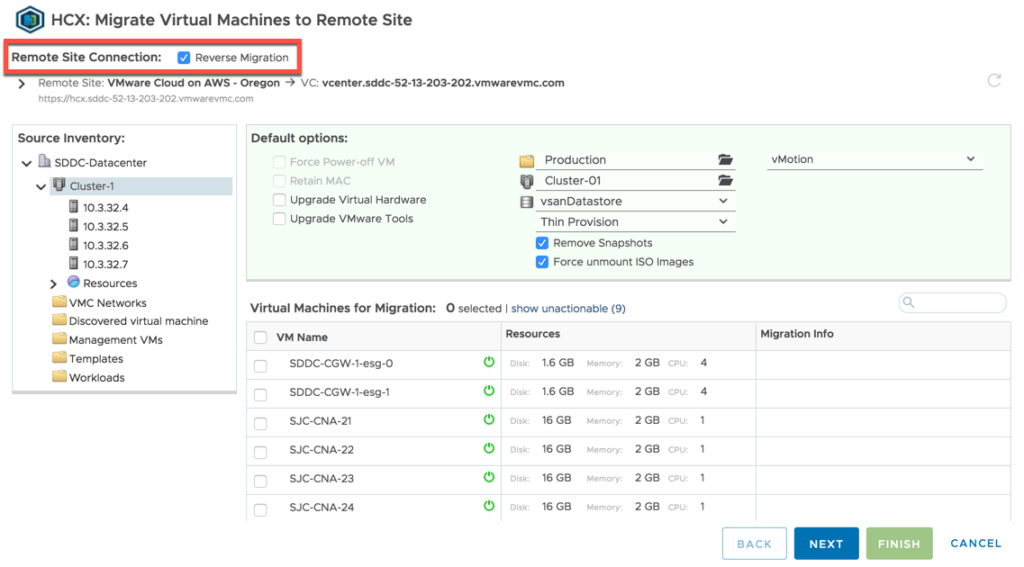 HCX: Migrate Virtual Machines to Remote Site
Remote Site Connection: Reverse Migration
Remote Site: VMware Cloud on AWS - Oregon → VC: vcenter.sddc-52-13-203-202.vmwarevmc.com
https://hcx.sddc-52-13-203-202.vmwarevmc.com
Source Inventory:
SDDC-Datacenter
Cluster-1
10.3.32.4
10.3.32.5
10.3.32.6
10.3.32.7
Resources
VMC Networks
Discovered virtual machine
Management VMs
Templates
Workloads
Default options:
Force Power-off VM
Retain MAC
Upgrade Virtual Hardware
Upgrade VMware Tools
Production
Cluster-01
vsanDatastore
Thin Provision
Remove Snapshots
Force unmount ISO Images
vMotion
Virtual Machines for Migration: 0 selected | show unactionable (9)
VM Name Resources Migration Info
SDDC-CGW-1-esg-0 Disk: 1.6 GB Memory: 2 GB CPU: 4
SDDC-CGW-1-esg-1 Disk: 1.6 GB Memory: 2 GB CPU: 4
SJC-CNA-21 Disk: 16 GB Memory: 2 GB CPU: 1
SJC-CNA-22 Disk: 16 GB Memory: 2 GB CPU: 1
SJC-CNA-23 Disk: 16 GB Memory: 2 GB CPU: 1
SJC-CNA-24 Disk: 16 GB Memory: 2 GB CPU: 1
BACK NEXT FINISH CANCEL